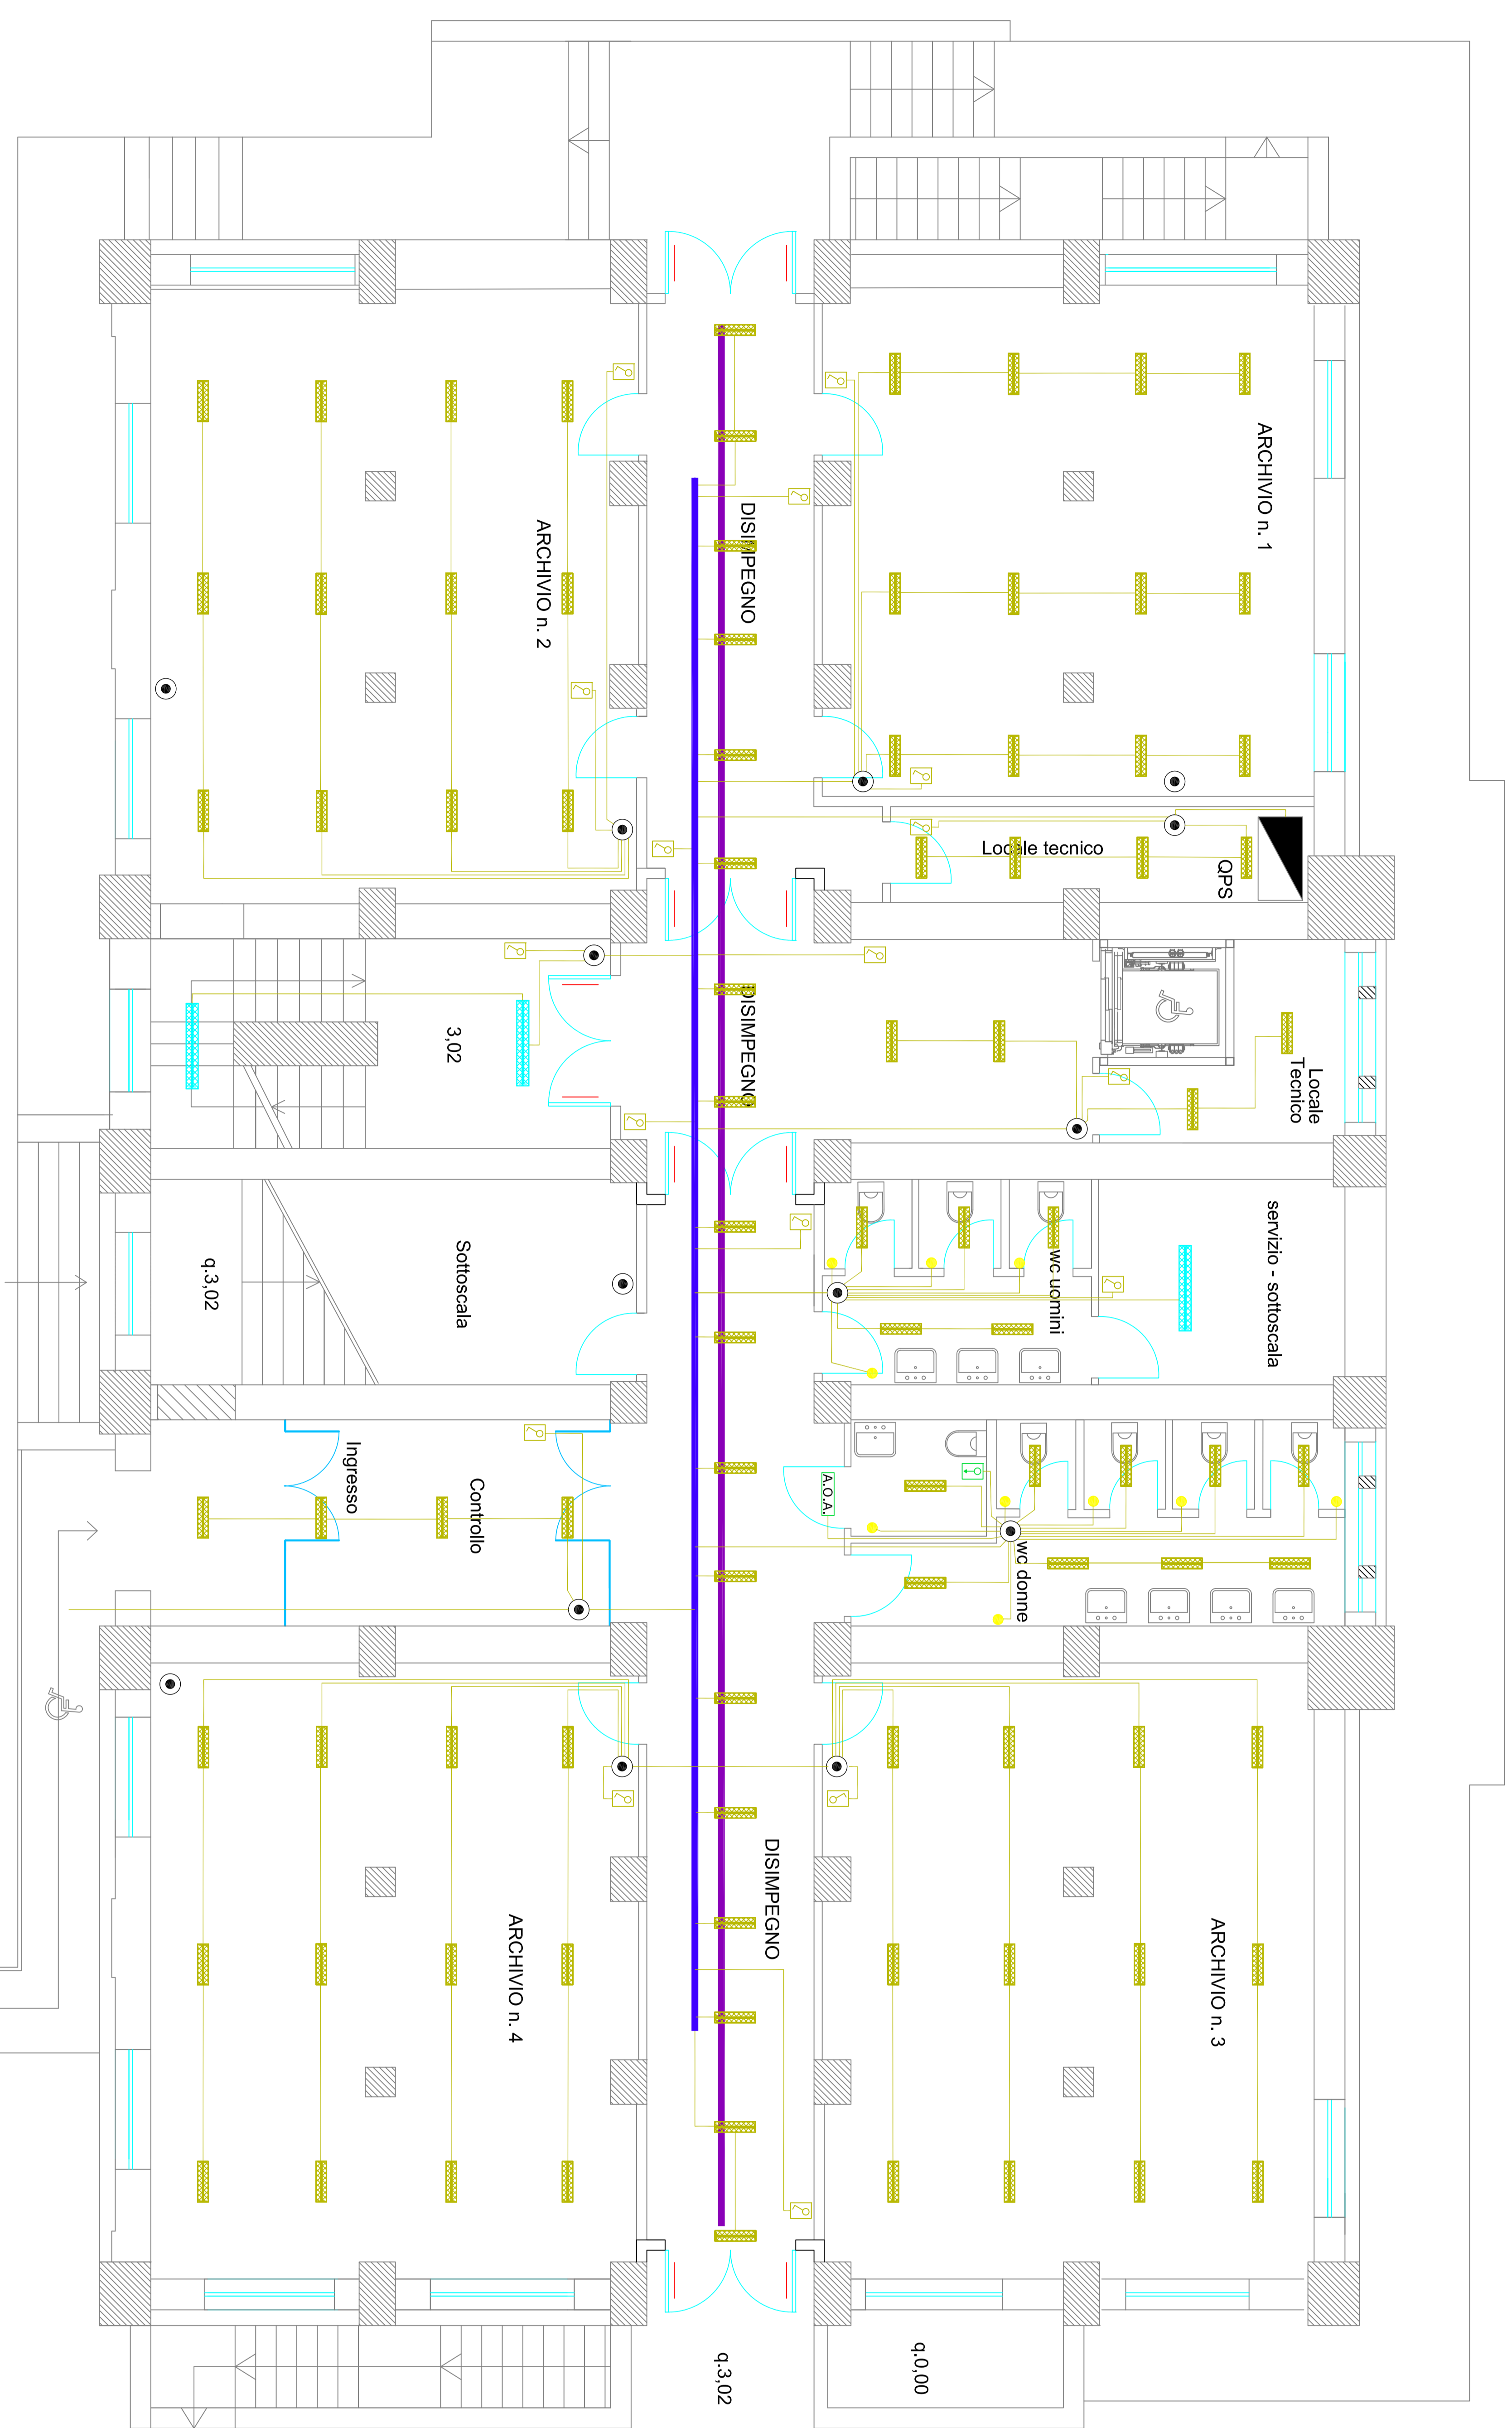 ARCHIVIO n. 1
ARCHIVIO n. 2
DISIMPEGNO
Locale tecnico
QPS
3,02
DISIMPEGNO
Locale
Tecnico
q.3,02
Sottoscala
wc uomini
servizio - sottoscala
Ingresso
Controllo
A.O.A.
wc donne
ARCHIVIO n. 4
DISIMPEGNO
ARCHIVIO n. 3
q.3,02
q.0,00